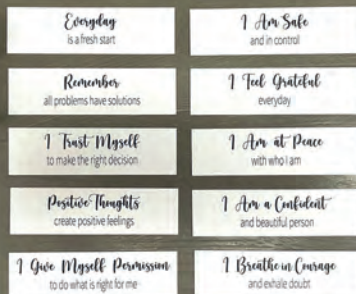 Everyday
is a fresh start
I Am Safe
and in control
Remember
all problems have solutions
I Feel Grateful
everyday
I Trust Myself
to make the right decision
I Am at Peace
with who I am
Positive Thoughts
create positive feelings
I Am a Confident
and beautiful person
I Give Myself Permission
to do what is right for me
I Breathe in Courage
and exhale doubt